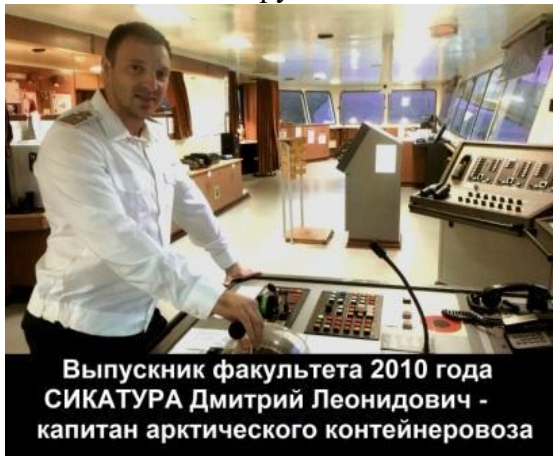 Выпускник факультета 2010 года
СИКАТУРА Дмитрий Леонидович -
капитан арктического контейнеровоза